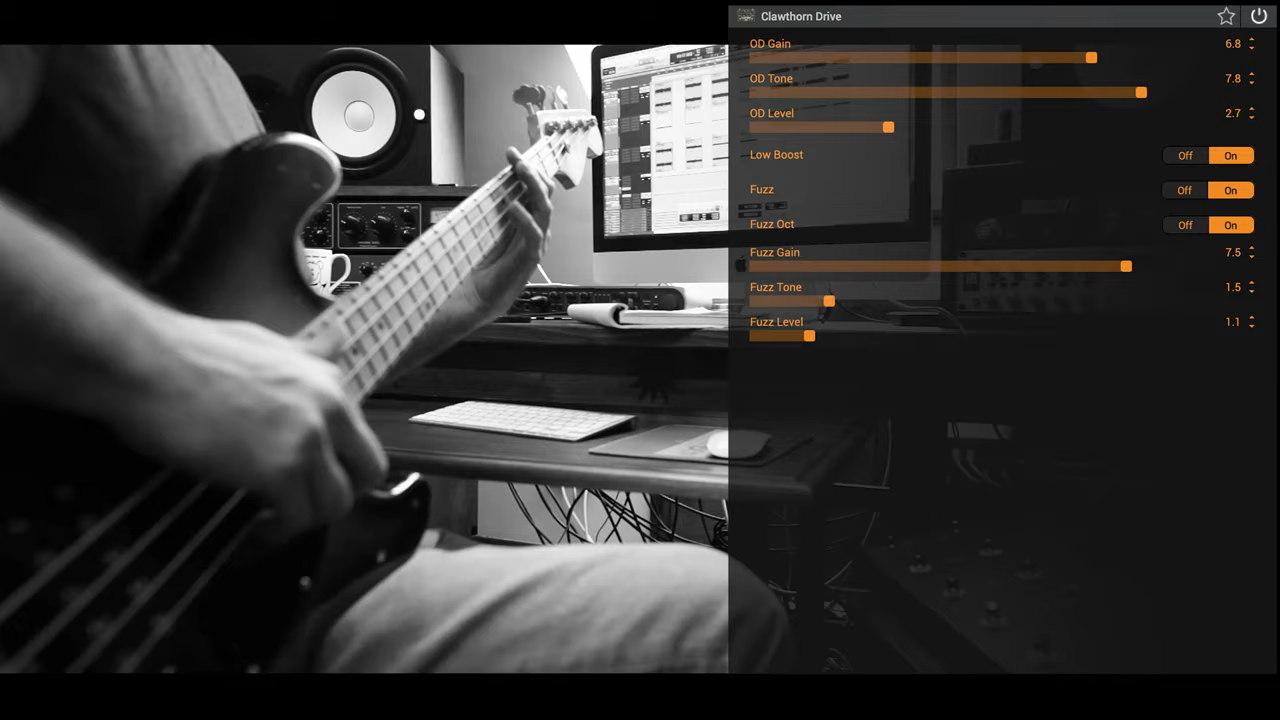 Clawthorn Drive
OD Gain 6.8
OD Tone 7.8
OD Level 2.7
Low Boost Off On
Fuzz Off On
Fuzz Oct Off On
Fuzz Gain 7.5
Fuzz Tone 1.5
Fuzz Level 1.1